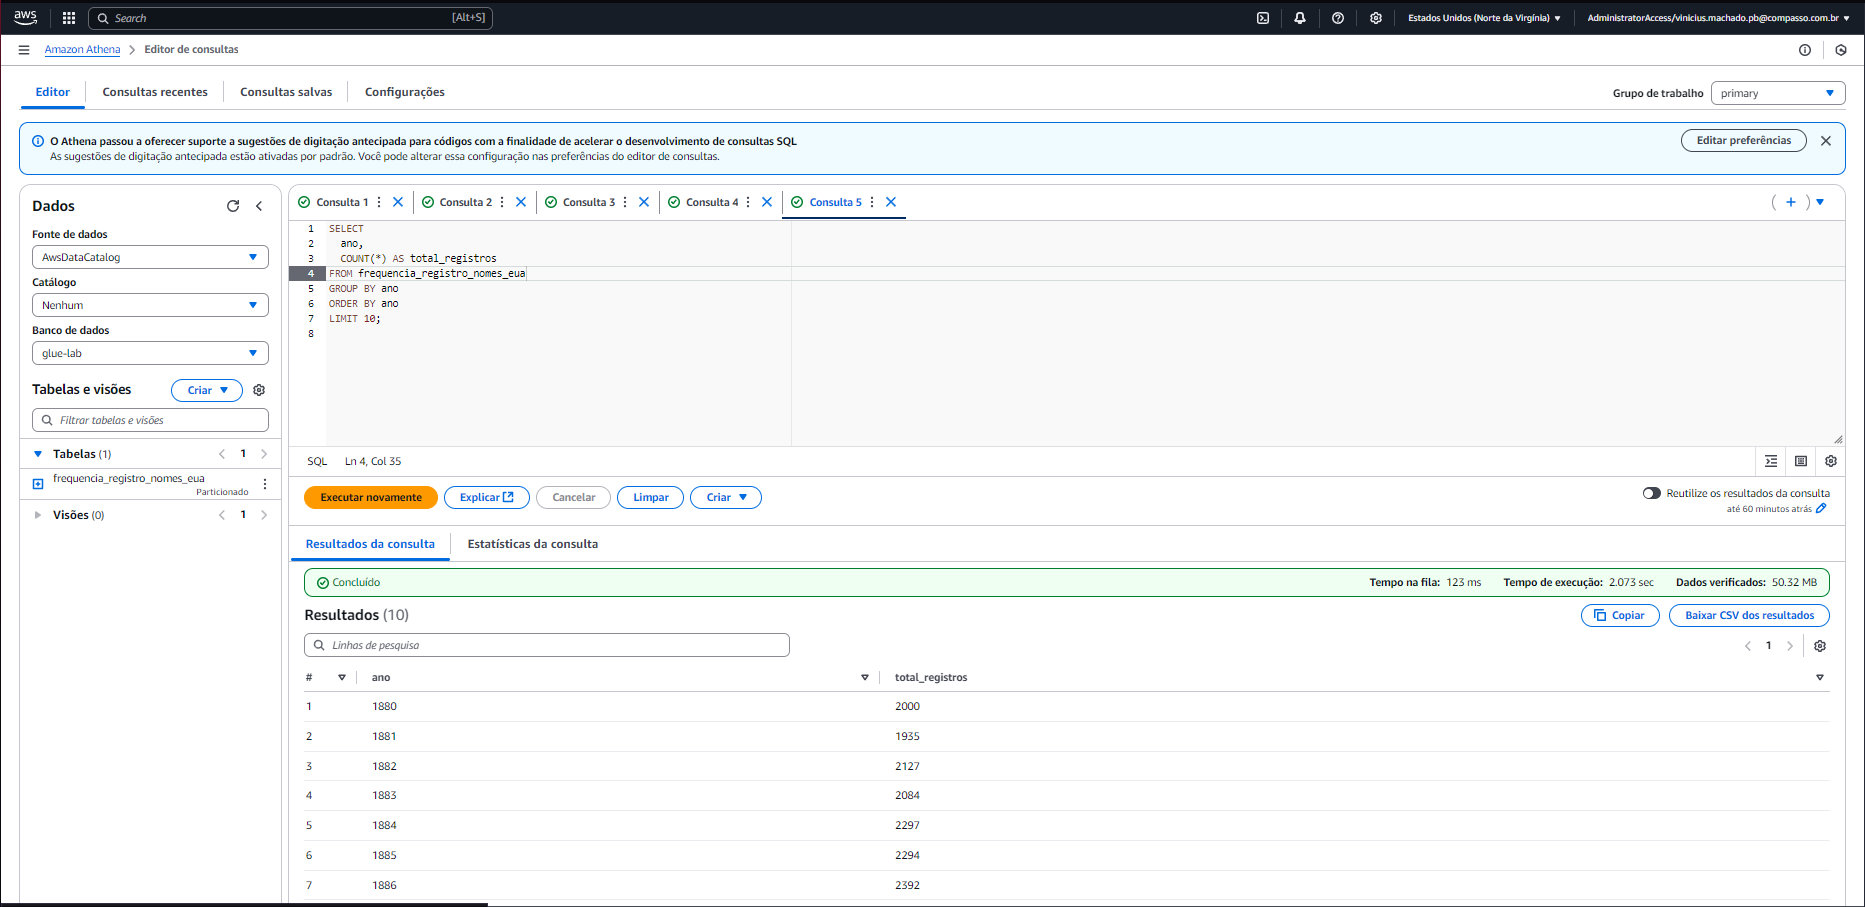 aws
Search [Alt+S]
Estados Unidos (Norte da Virgínia)
AdministratorAccess/vinicius.machado.pb@compasso.com.br
Amazon Athena
Editor de consultas
Editor
Consultas recentes
Consultas salvas
Configurações
Grupo de trabalho
primary
O Athena passou a oferecer suporte a sugestões de digitação antecipada para códigos com a finalidade de acelerar o desenvolvimento de consultas SQL
As sugestões de digitação antecipada estão ativadas por padrão. Você pode alterar essa configuração nas preferências do editor de consultas.
Editar preferências
Dados
Fonte de dados
AwsDataCatalog
Catálogo
Nenhum
Banco de dados
glue-lab
Tabelas e visões
Criar
Filtrar tabelas e visões
Tabelas (1)
1
frequencia_registro_nomes_eua
Particionado
Visões (0)
1
Consulta 1
Consulta 2
Consulta 3
Consulta 4
Consulta 5
1 SELECT
2 ano,
3 COUNT(*) AS total_registros
4 FROM frequencia_registro_nomes_eua
5 GROUP BY ano
6 ORDER BY ano
7 LIMIT 10;
8
SQL
Ln 4, Col 35
Executar novamente
Explicar
Cancelar
Limpar
Criar
Reutilize os resultados da consulta
até 60 minutos atrás
Resultados da consulta
Estatísticas da consulta
Concluído
Tempo na fila: 123 ms
Tempo de execução: 2.073 sec
Dados verificados: 50.32 MB
Resultados (10)
Copiar
Baixar CSV dos resultados
Linhas de pesquisa
1
# ano total_registros
1 1880 2000
2 1881 1935
3 1882 2127
4 1883 2084
5 1884 2297
6 1885 2294
7 1886 2392